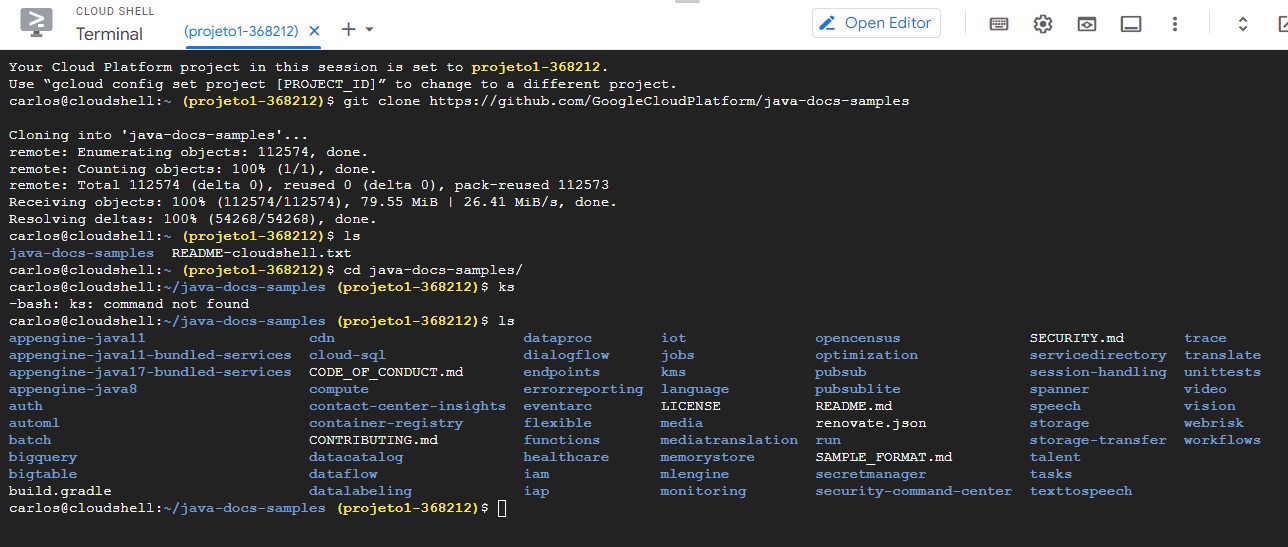 CLOUD SHELL
Terminal
(projeto1-368212)
Open Editor
Your Cloud Platform project in this session is set to projeto1-368212.
Use “gcloud config set project [PROJECT_ID]” to change to a different project.
carlos@cloudshell:~ (projeto1-368212)$ git clone https://github.com/GoogleCloudPlatform/java-docs-samples
Cloning into 'java-docs-samples'...
remote: Enumerating objects: 112574, done.
remote: Counting objects: 100% (1/1), done.
remote: Total 112574 (delta 0), reused 0 (delta 0), pack-reused 112573
Receiving objects: 100% (112574/112574), 79.55 MiB | 26.41 MiB/s, done.
Resolving deltas: 100% (54268/54268), done.
carlos@cloudshell:~ (projeto1-368212)$ ls
java-docs-samples  README-cloudshell.txt
carlos@cloudshell:~ (projeto1-368212)$ cd java-docs-samples/
carlos@cloudshell:~/java-docs-samples (projeto1-368212)$ ks
-bash: ks: command not found
carlos@cloudshell:~/java-docs-samples (projeto1-368212)$ ls
appengine-java11 cdn dataproc iot opencensus SECURITY.md trace
appengine-java11-bundled-services cloud-sql dialogflow jobs optimization servicedirectory translate
appengine-java17-bundled-services CODE_OF_CONDUCT.md endpoints kms pubsub session-handling unittests
appengine-java8 compute errorreporting language pubsublite spanner video
auth contact-center-insights eventarc LICENSE README.md speech vision
automl container-registry flexible media renovate.json storage webrisk
batch CONTRIBUTING.md functions mediatranslation run storage-transfer workflows
bigquery datacatalog healthcare memorystore SAMPLE_FORMAT.md talent
bigtable dataflow iam mlengine secretmanager tasks
build.gradle datalabeling iap monitoring security-command-center texttospeech
carlos@cloudshell:~/java-docs-samples (projeto1-368212)$